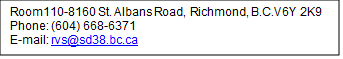 Room110-8160 St. Albans Road, Richmond, B.C.V6Y 2K9
Phone: (604) 668-6371
E-mail: rvs@sd38.bc.ca